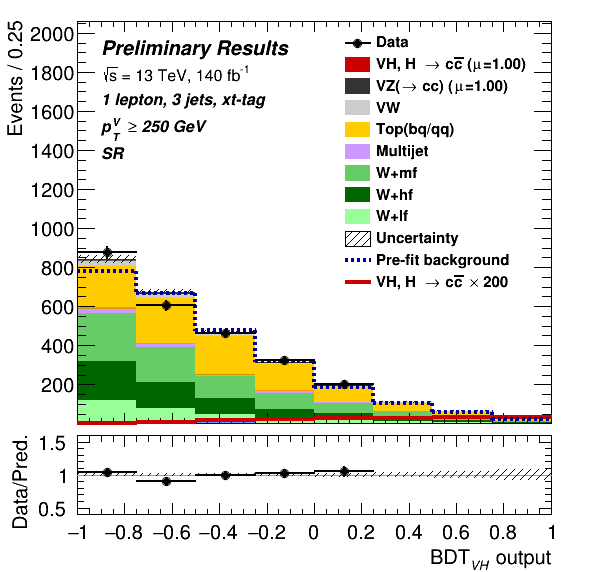 Events / 0.25
2000
1800
1600
1400
1200
1000
800
600
400
200
Preliminary Results
√s = 13 TeV, 140 fb⁻¹
1 lepton, 3 jets, xt-tag
p_T^V ≥ 250 GeV
SR
Data
VH, H → cc̅ (μ=1.00)
VZ(→ cc) (μ=1.00)
VW
Top(bq/qq)
Multijet
W+mf
W+hf
W+lf
Uncertainty
Pre-fit background
VH, H → cc̅ × 200
Data/Pred.
1.5
1
0.5
−1 −0.8 −0.6 −0.4 −0.2 0 0.2 0.4 0.6 0.8 1
BDT_VH output